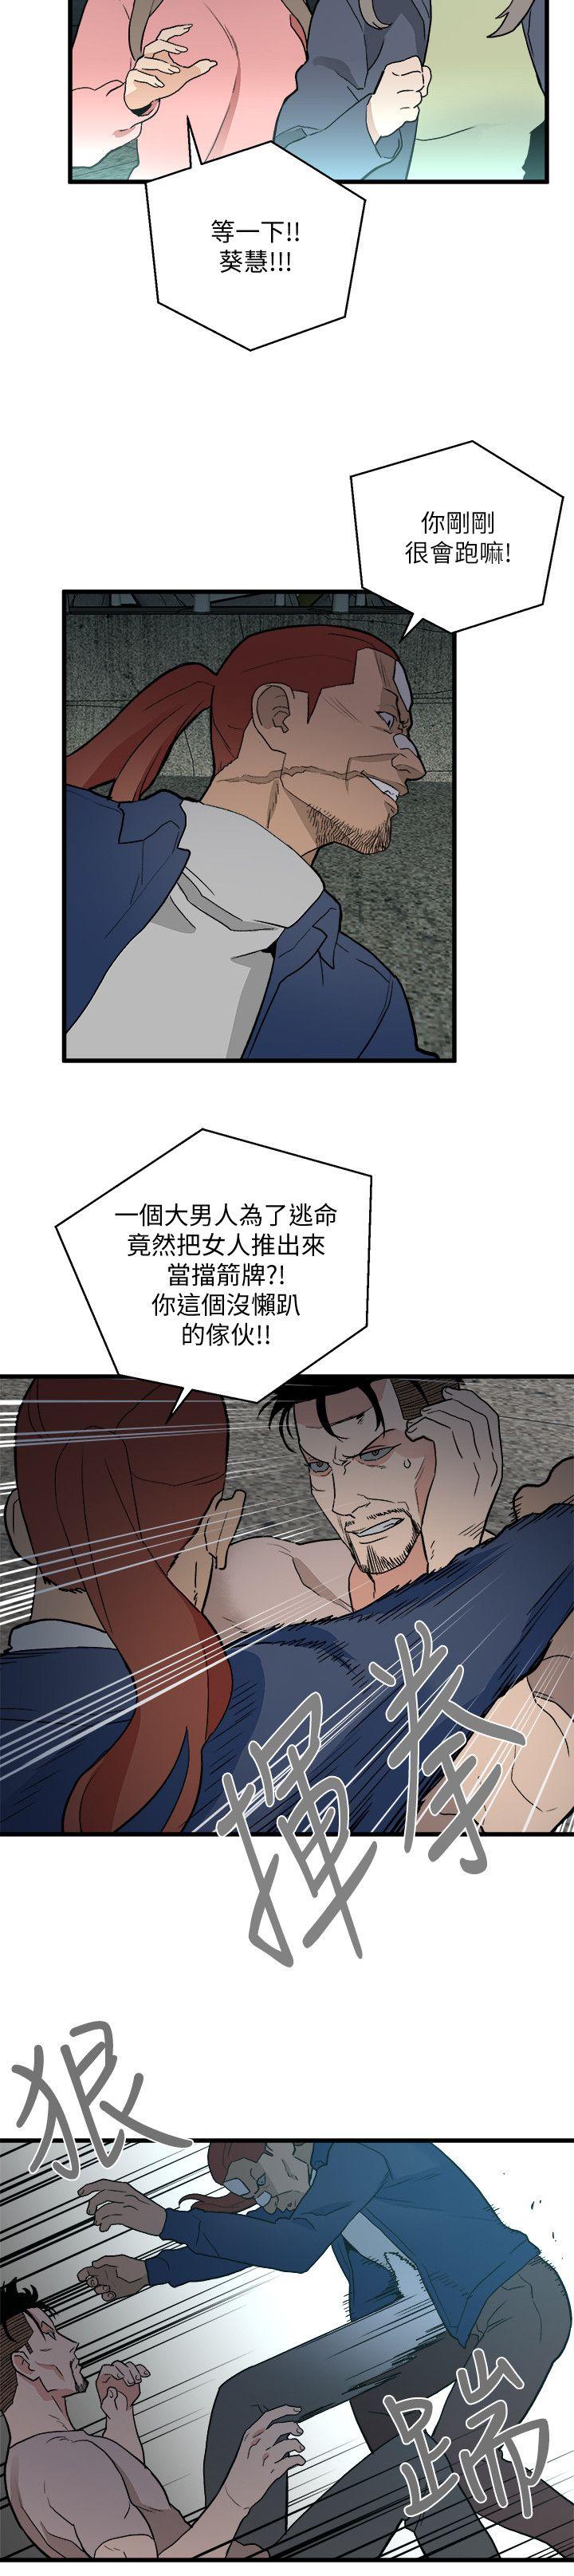 等一下!!
葵慧!!!
你剛剛
很會跑嘛!
一個大男人為了逃命
竟然把女人推出來
當擋箭牌?!
你這個沒懶趴
的傢伙!!
揮拳
狠
踹